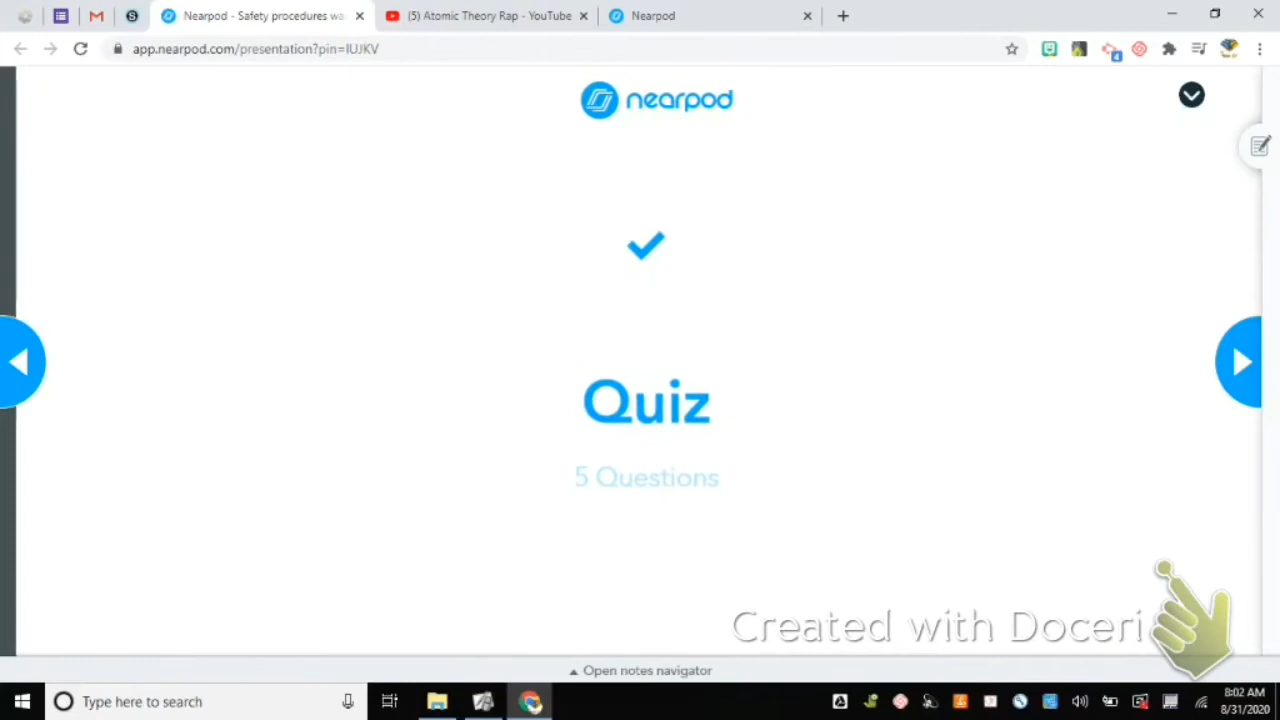 Nearpod - Safety procedures wa
(5) Atomic Theory Rap - YouTube
Nearpod
app.nearpod.com/presentation?pin=IUJKV
4
nearpod
Quiz
5 Questions
Created with Doceri
Open notes navigator
Type here to search
8:02 AM
8/31/2020